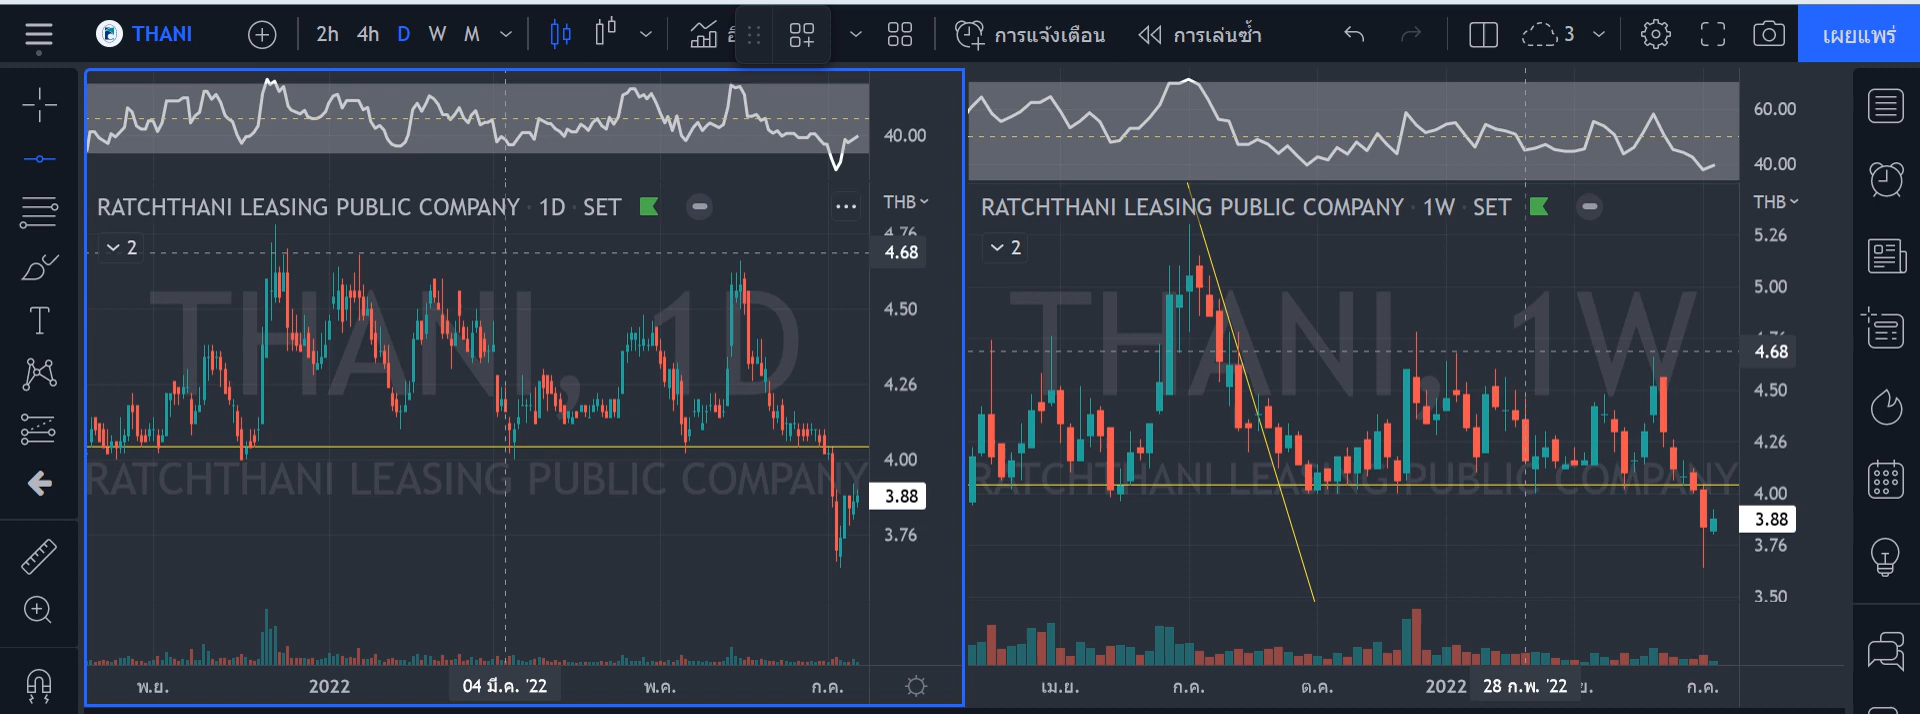 THANI 2h 4h D W M การแจ้งเตือน การเล่นซ้ำ 3 เผยแพร่
40.00
RATCHTHANI LEASING PUBLIC COMPANY · 1D · SET THB
2
4.76
4.68
4.50
4.26
4.00
3.88
3.76
THANI, 1D
RATCHTHANI LEASING PUBLIC COMPANY
พ.ย. 2022 04 มี.ค. '22 พ.ค. ก.ค.
60.00
40.00
RATCHTHANI LEASING PUBLIC COMPANY · 1W · SET THB
2
5.26
5.00
4.76
4.68
4.50
4.26
4.00
3.88
3.76
3.50
THANI, 1W
RATCHTHANI LEASING PUBLIC COMPANY
เม.ย. ก.ค. ต.ค. 2022 28 ก.พ. '22 ย. ก.ค.
T